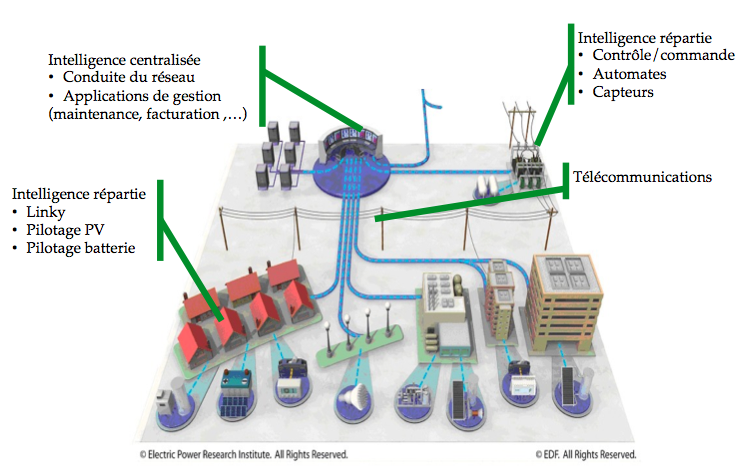 Intelligence centralisée
• Conduite du réseau
• Applications de gestion
(maintenance, facturation ,…)
Intelligence répartie
• Contrôle/commande
• Automates
• Capteurs
Télécommunications
Intelligence répartie
• Linky
• Pilotage PV
• Pilotage batterie
© Electric Power Research Institute. All Rights Reserved.
© EDF. All Rights Reserved.